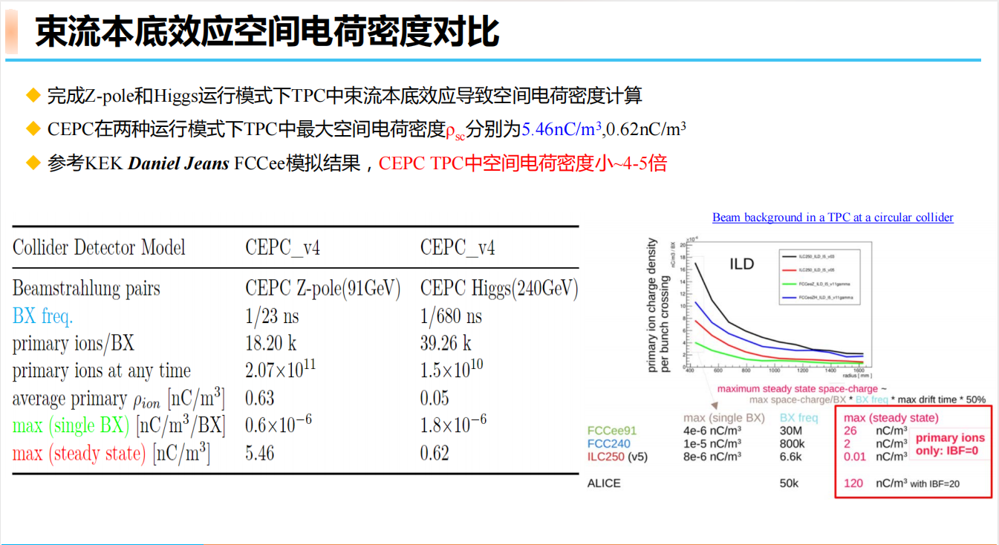 束流本底效应空间电荷密度对比
完成Z-pole和Higgs运行模式下TPC中束流本底效应导致空间电荷密度计算
CEPC在两种运行模式下TPC中最大空间电荷密度ρsc分别为5.46nC/m³,0.62nC/m³
参考KEK Daniel Jeans FCCee模拟结果，CEPC TPC中空间电荷密度小~4-5倍
Collider Detector Model CEPC_v4 CEPC_v4
Beamstrahlung pairs CEPC Z-pole(91GeV) CEPC Higgs(240GeV)
BX freq. 1/23 ns 1/680 ns
primary ions/BX 18.20 k 39.26 k
primary ions at any time 2.07×10¹¹ 1.5×10¹⁰
average primary ρion [nC/m³] 0.63 0.05
max (single BX) [nC/m³/BX] 0.6×10⁻⁶ 1.8×10⁻⁶
max (steady state) [nC/m³] 5.46 0.62
Beam background in a TPC at a circular collider
primary ion charge density
per bunch crossing
nC/m3 / BX
×10⁻⁶
20
18
16
14
12
10
8
6
4
2
0
ILD
ILC250_ILD_l5_v03
ILC250_ILD_l5_v05
FCCeeZ_ILD_l5_v11gamma
FCCeeZH_ILD_l5_v11gamma
400 600 800 1000 1200 1400 1600
radius [ mm ]
maximum steady state space-charge ~
max space-charge/BX * BX freq * max drift time * 50%
max (single BX) BX freq max (steady state)
FCCee91 4e-6 nC/m³ 30M 26 nC/m³
FCC240 1e-5 nC/m³ 800k 2 nC/m³
ILC250 (v5) 8e-6 nC/m³ 6.6k 0.01 nC/m³
primary ions
only: IBF=0
ALICE 50k 120 nC/m³ with IBF=20